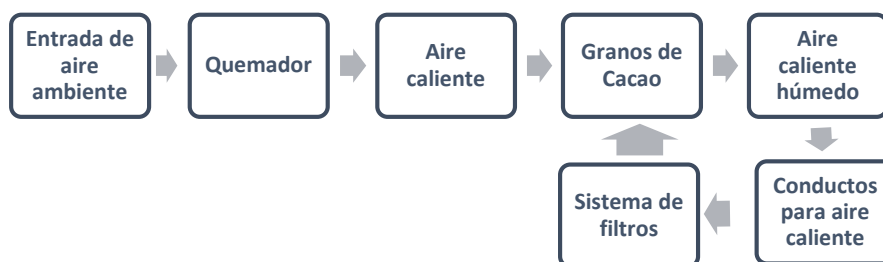 Entrada de
aire
ambiente
Quemador
Aire
caliente
Granos de
Cacao
Aire
caliente
húmedo
Conductos
para aire
caliente
Sistema de
filtros